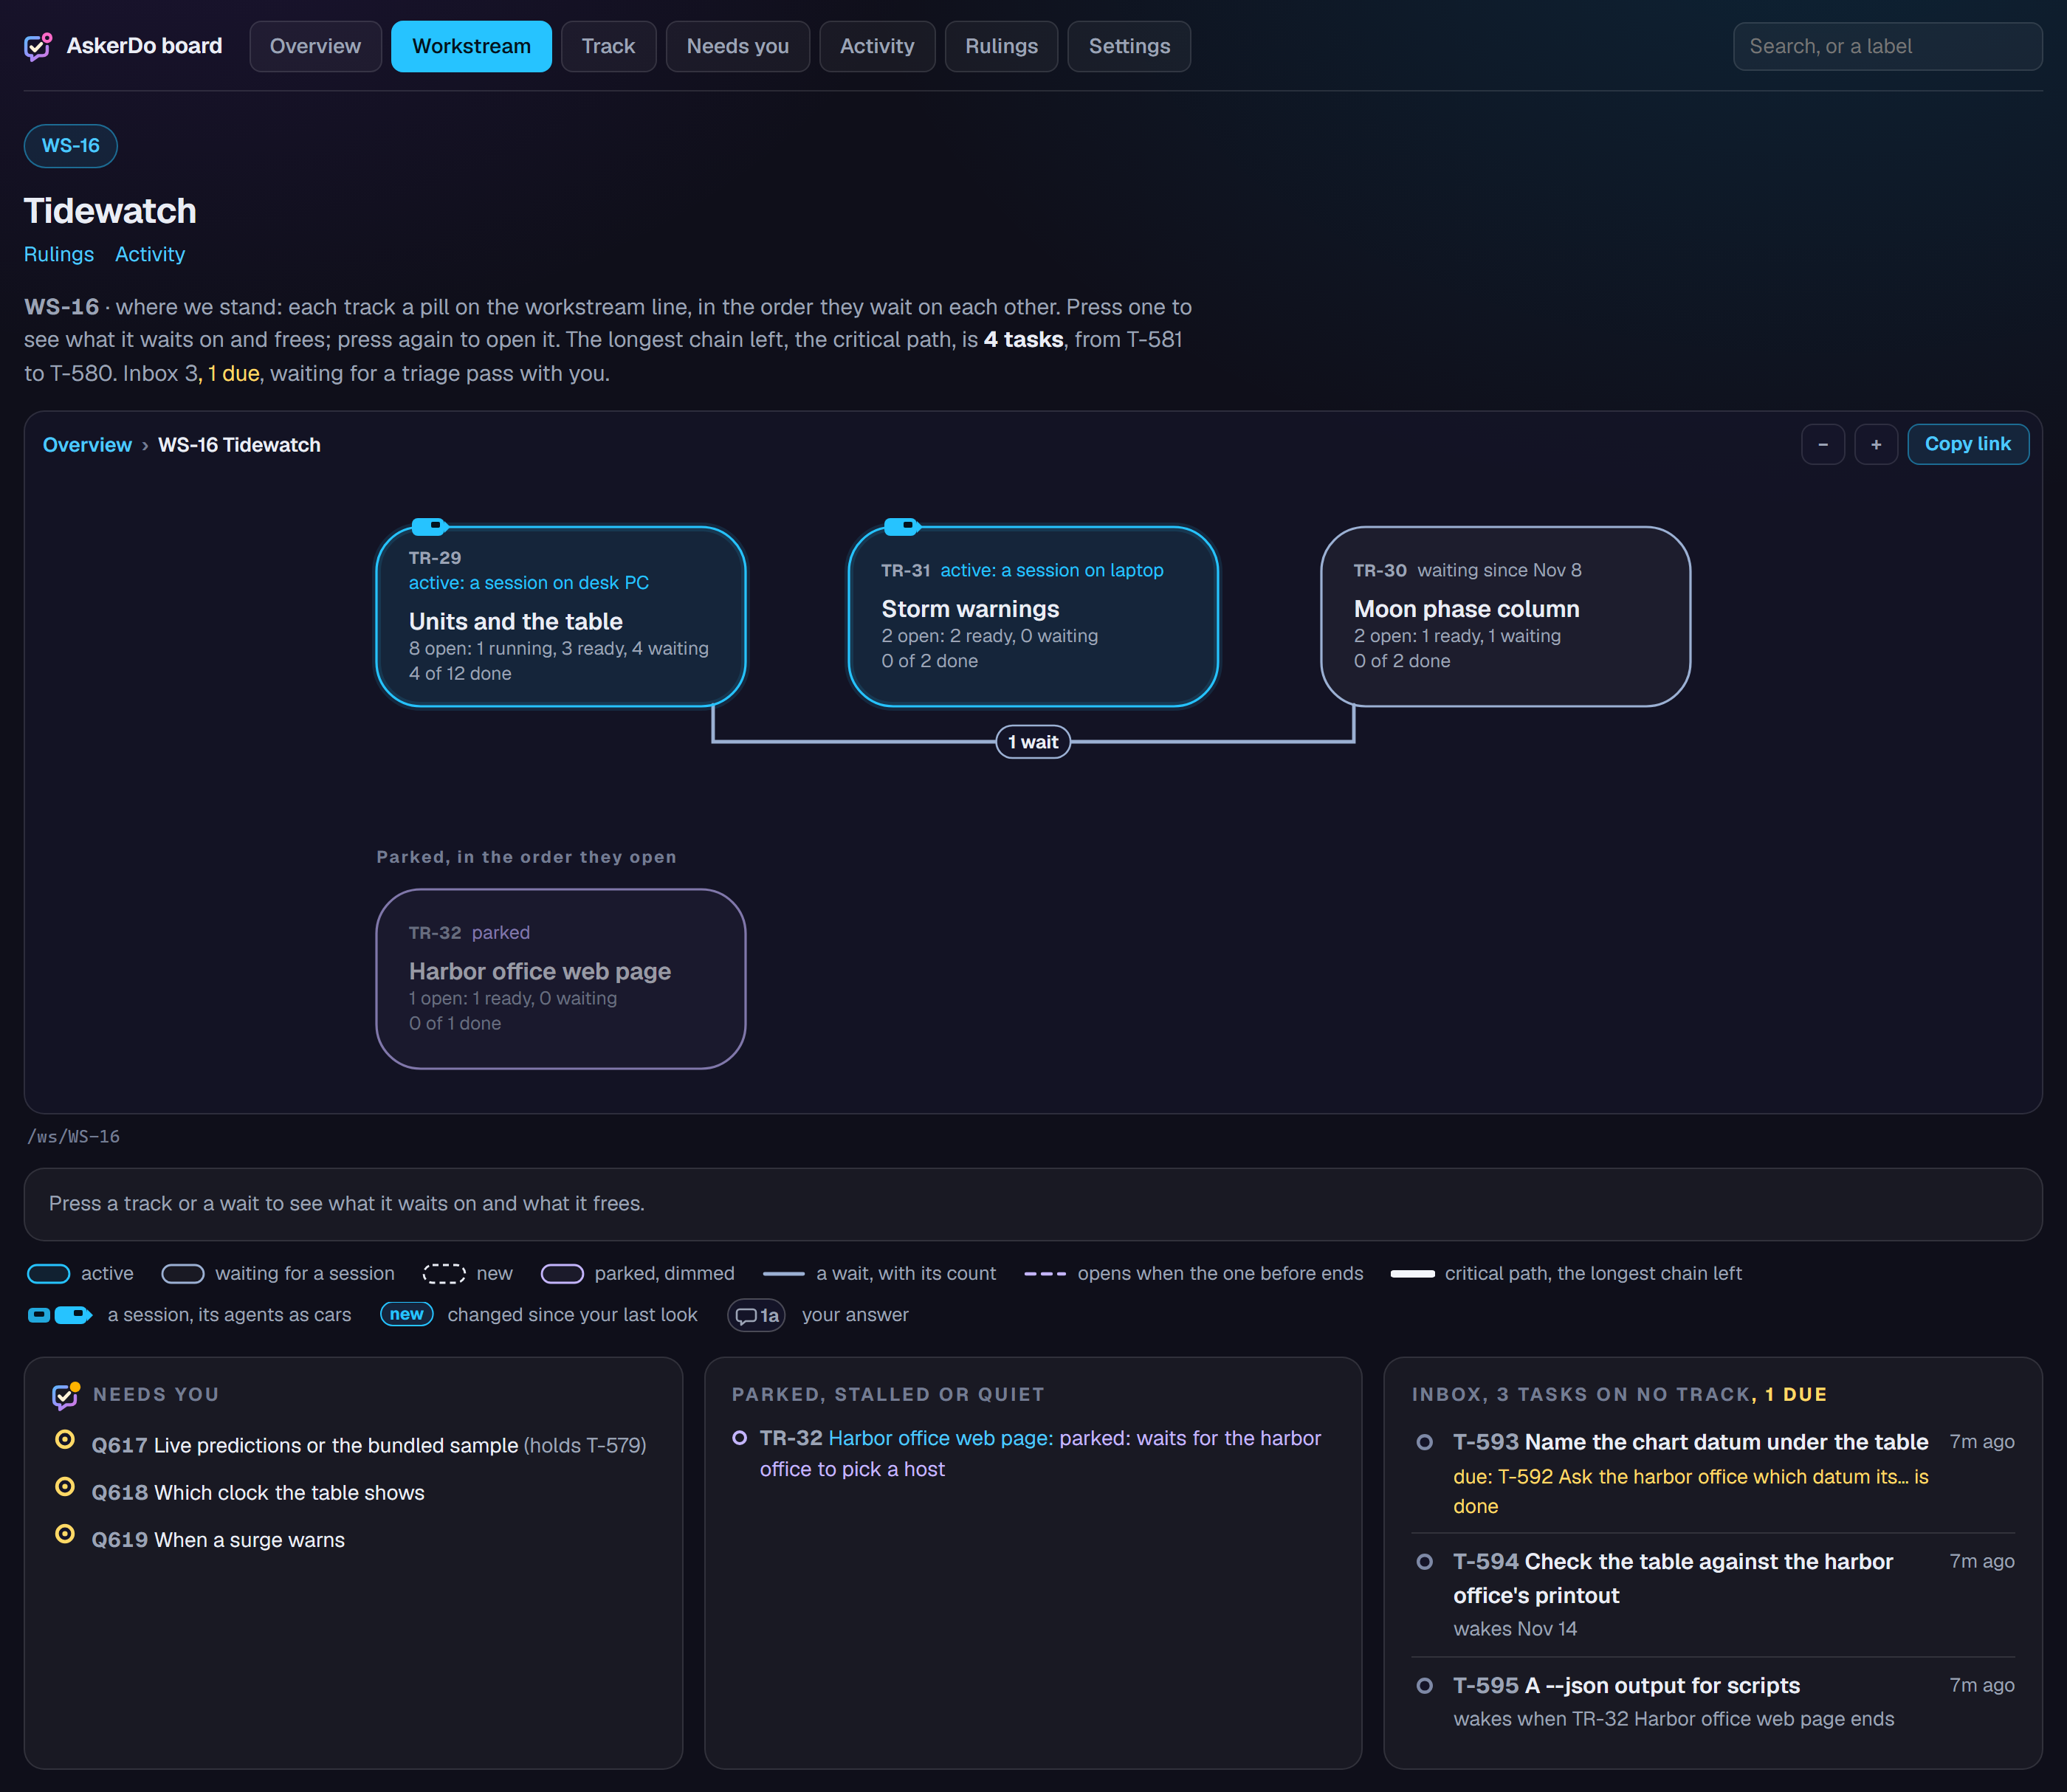 AskerDo board
Overview
Workstream
Track
Needs you
Activity
Rulings
Settings
Search, or a label
WS-16
Tidewatch
Rulings Activity
WS-16 · where we stand: each track a pill on the workstream line, in the order they wait on each other. Press one to
see what it waits on and frees; press again to open it. The longest chain left, the critical path, is 4 tasks, from T-581
to T-580. Inbox 3, 1 due, waiting for a triage pass with you.
Overview › WS-16 Tidewatch
−
+
Copy link
TR-29
active: a session on desk PC
Units and the table
8 open: 1 running, 3 ready, 4 waiting
4 of 12 done
TR-31 active: a session on laptop
Storm warnings
2 open: 2 ready, 0 waiting
0 of 2 done
TR-30 waiting since Nov 8
Moon phase column
2 open: 1 ready, 1 waiting
0 of 2 done
1 wait
Parked, in the order they open
TR-32 parked
Harbor office web page
1 open: 1 ready, 0 waiting
0 of 1 done
/ws/WS-16
Press a track or a wait to see what it waits on and what it frees.
active
waiting for a session
new
parked, dimmed
a wait, with its count
opens when the one before ends
critical path, the longest chain left
a session, its agents as cars
new changed since your last look
1a your answer
NEEDS YOU
Q617 Live predictions or the bundled sample (holds T-579)
Q618 Which clock the table shows
Q619 When a surge warns
PARKED, STALLED OR QUIET
TR-32 Harbor office web page: parked: waits for the harbor
office to pick a host
INBOX, 3 TASKS ON NO TRACK, 1 DUE
T-593 Name the chart datum under the table 7m ago
due: T-592 Ask the harbor office which datum its… is
done
T-594 Check the table against the harbor 7m ago
office's printout
wakes Nov 14
T-595 A --json output for scripts 7m ago
wakes when TR-32 Harbor office web page ends